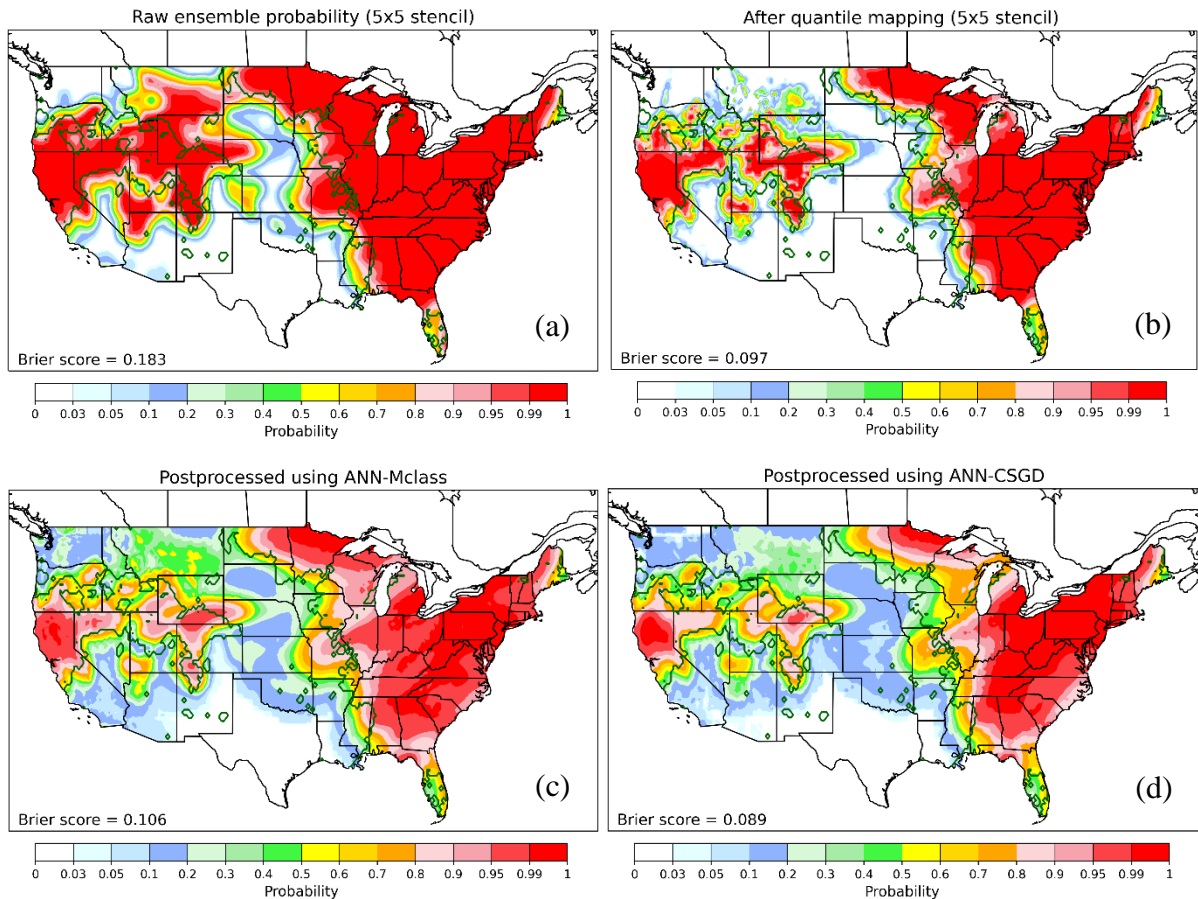 Raw ensemble probability (5x5 stencil)
(a)
Brier score = 0.183
0 0.03 0.05 0.1 0.2 0.3 0.4 0.5 0.6 0.7 0.8 0.9 0.95 0.99 1
Probability
After quantile mapping (5x5 stencil)
(b)
Brier score = 0.097
0 0.03 0.05 0.1 0.2 0.3 0.4 0.5 0.6 0.7 0.8 0.9 0.95 0.99 1
Probability
Postprocessed using ANN-Mclass
(c)
Brier score = 0.106
0 0.03 0.05 0.1 0.2 0.3 0.4 0.5 0.6 0.7 0.8 0.9 0.95 0.99 1
Probability
Postprocessed using ANN-CSGD
(d)
Brier score = 0.089
0 0.03 0.05 0.1 0.2 0.3 0.4 0.5 0.6 0.7 0.8 0.9 0.95 0.99 1
Probability